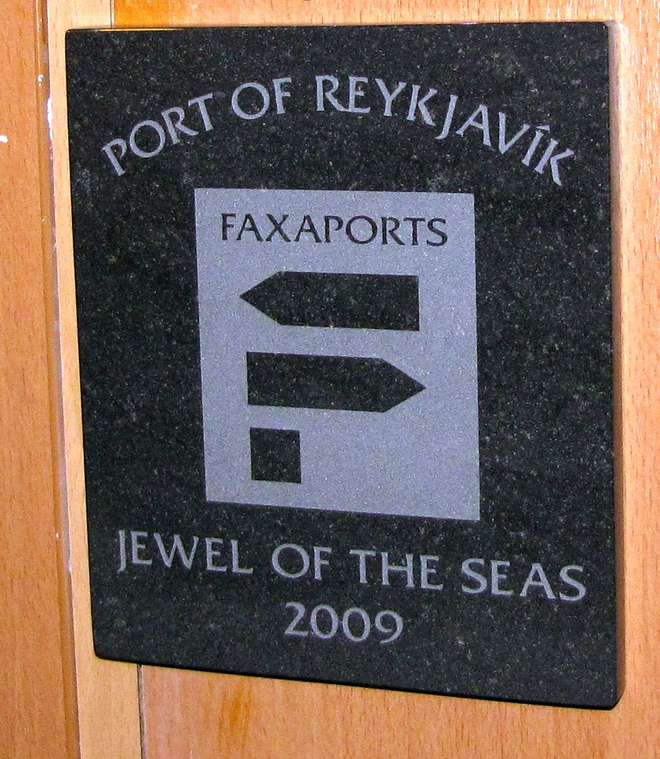 PORT OF REYKJAVÍK
FAXAPORTS
JEWEL OF THE SEAS
2009